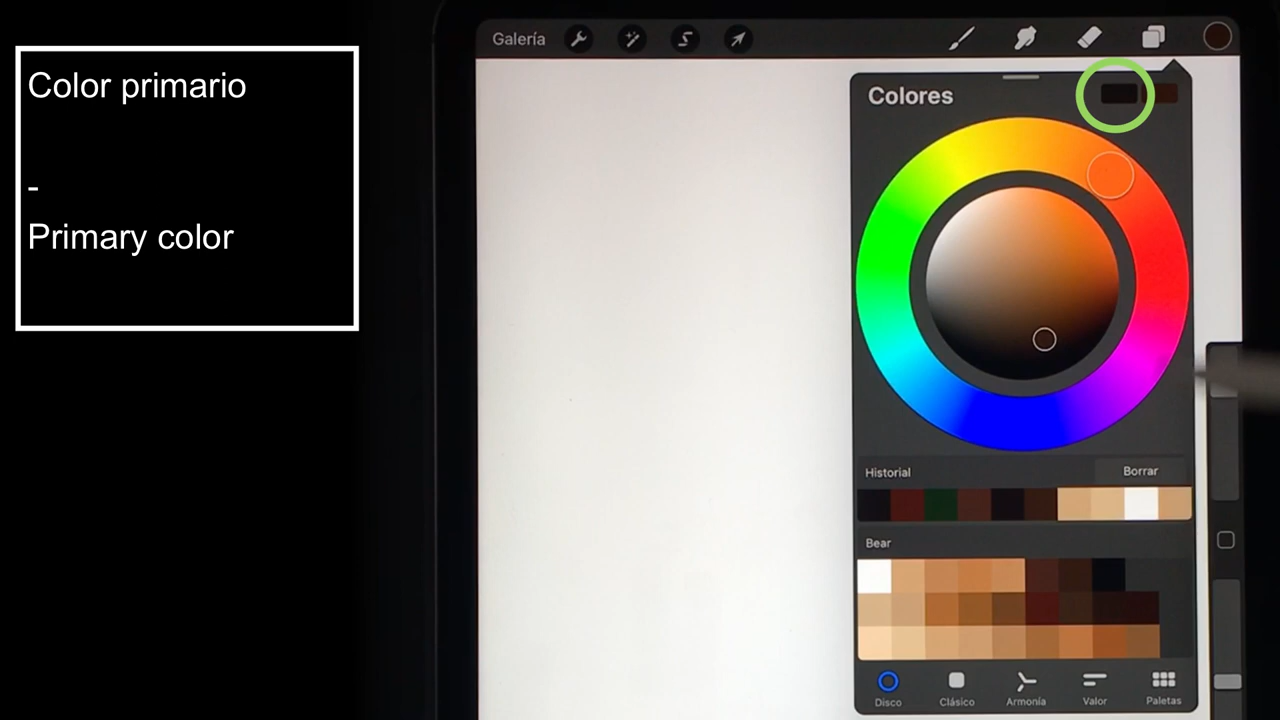 Color primario
-
Primary color
Galería
Colores
Historial
Borrar
Bear
Disco
Clásico
Armonía
Valor
Paletas